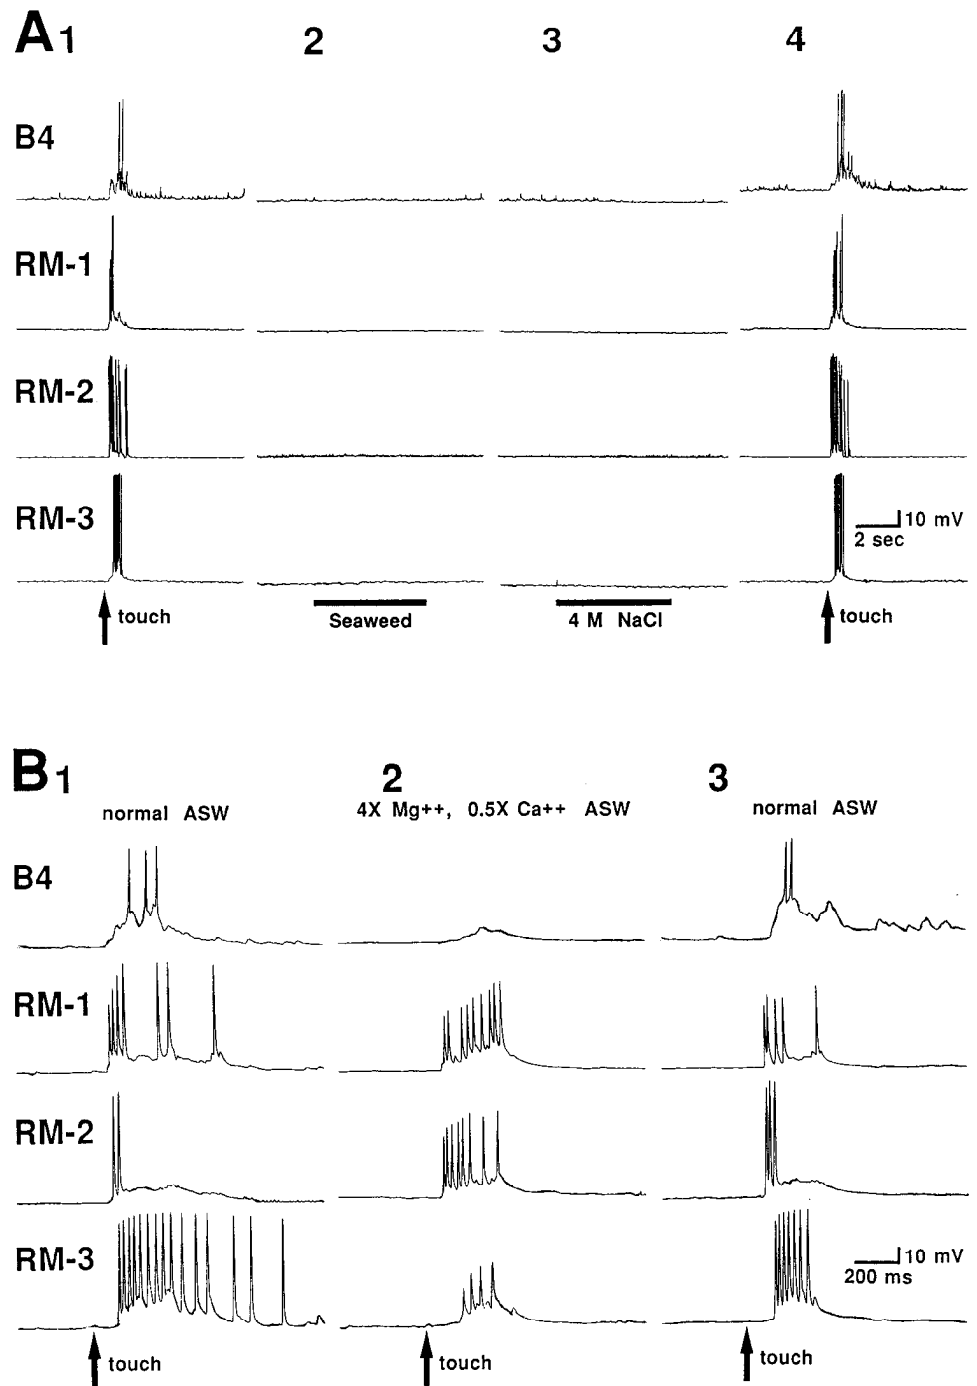 A1 2 3 4
B4
RM-1
RM-2
RM-3
10 mV
2 sec
touch
Seaweed
4 M NaCl
touch
B1 2 3
normal ASW
4X Mg++, 0.5X Ca++ ASW
normal ASW
B4
RM-1
RM-2
RM-3
10 mV
200 ms
touch
touch
touch